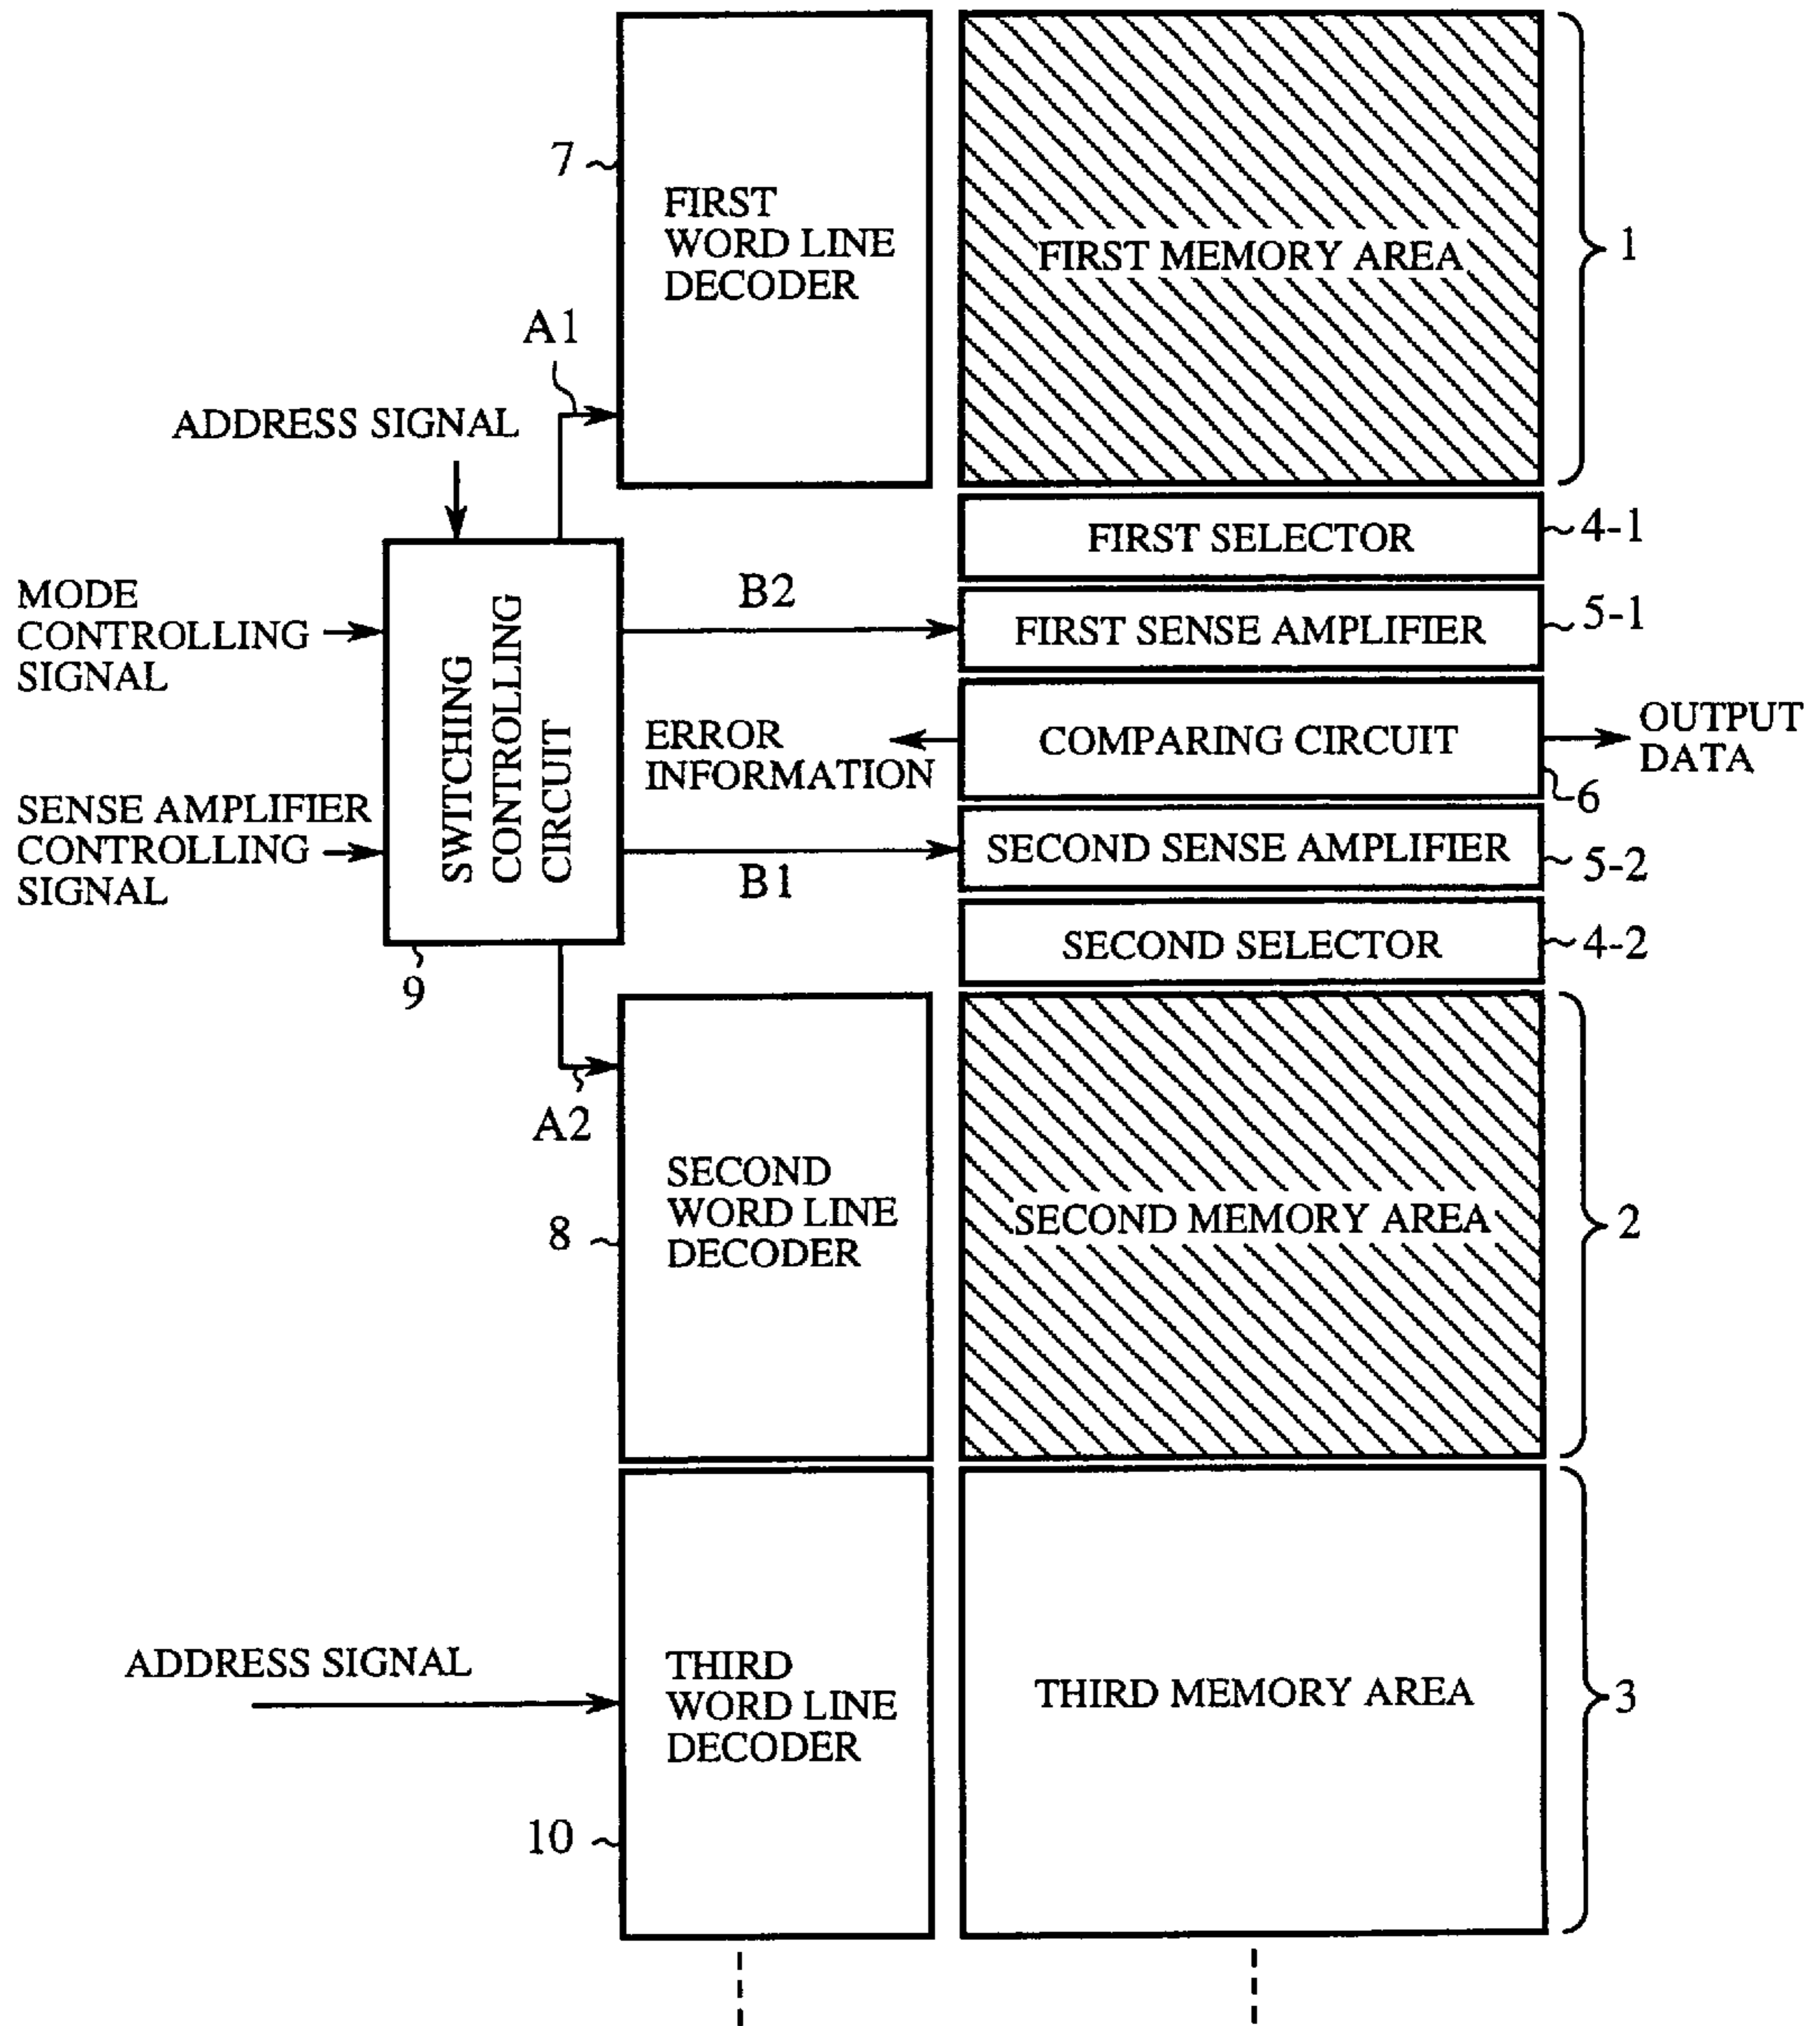 7
FIRST
WORD LINE
DECODER
FIRST MEMORY AREA
1
A1
ADDRESS SIGNAL
FIRST SELECTOR
4-1
MODE
CONTROLLING
SIGNAL
B2
FIRST SENSE AMPLIFIER
5-1
SWITCHING
CONTROLLING
CIRCUIT
ERROR
INFORMATION
COMPARING CIRCUIT
6
OUTPUT
DATA
SENSE AMPLIFIER
CONTROLLING
SIGNAL
B1
SECOND SENSE AMPLIFIER
5-2
SECOND SELECTOR
4-2
9
A2
8
SECOND
WORD LINE
DECODER
SECOND MEMORY AREA
2
ADDRESS SIGNAL
THIRD
WORD LINE
DECODER
THIRD MEMORY AREA
3
10